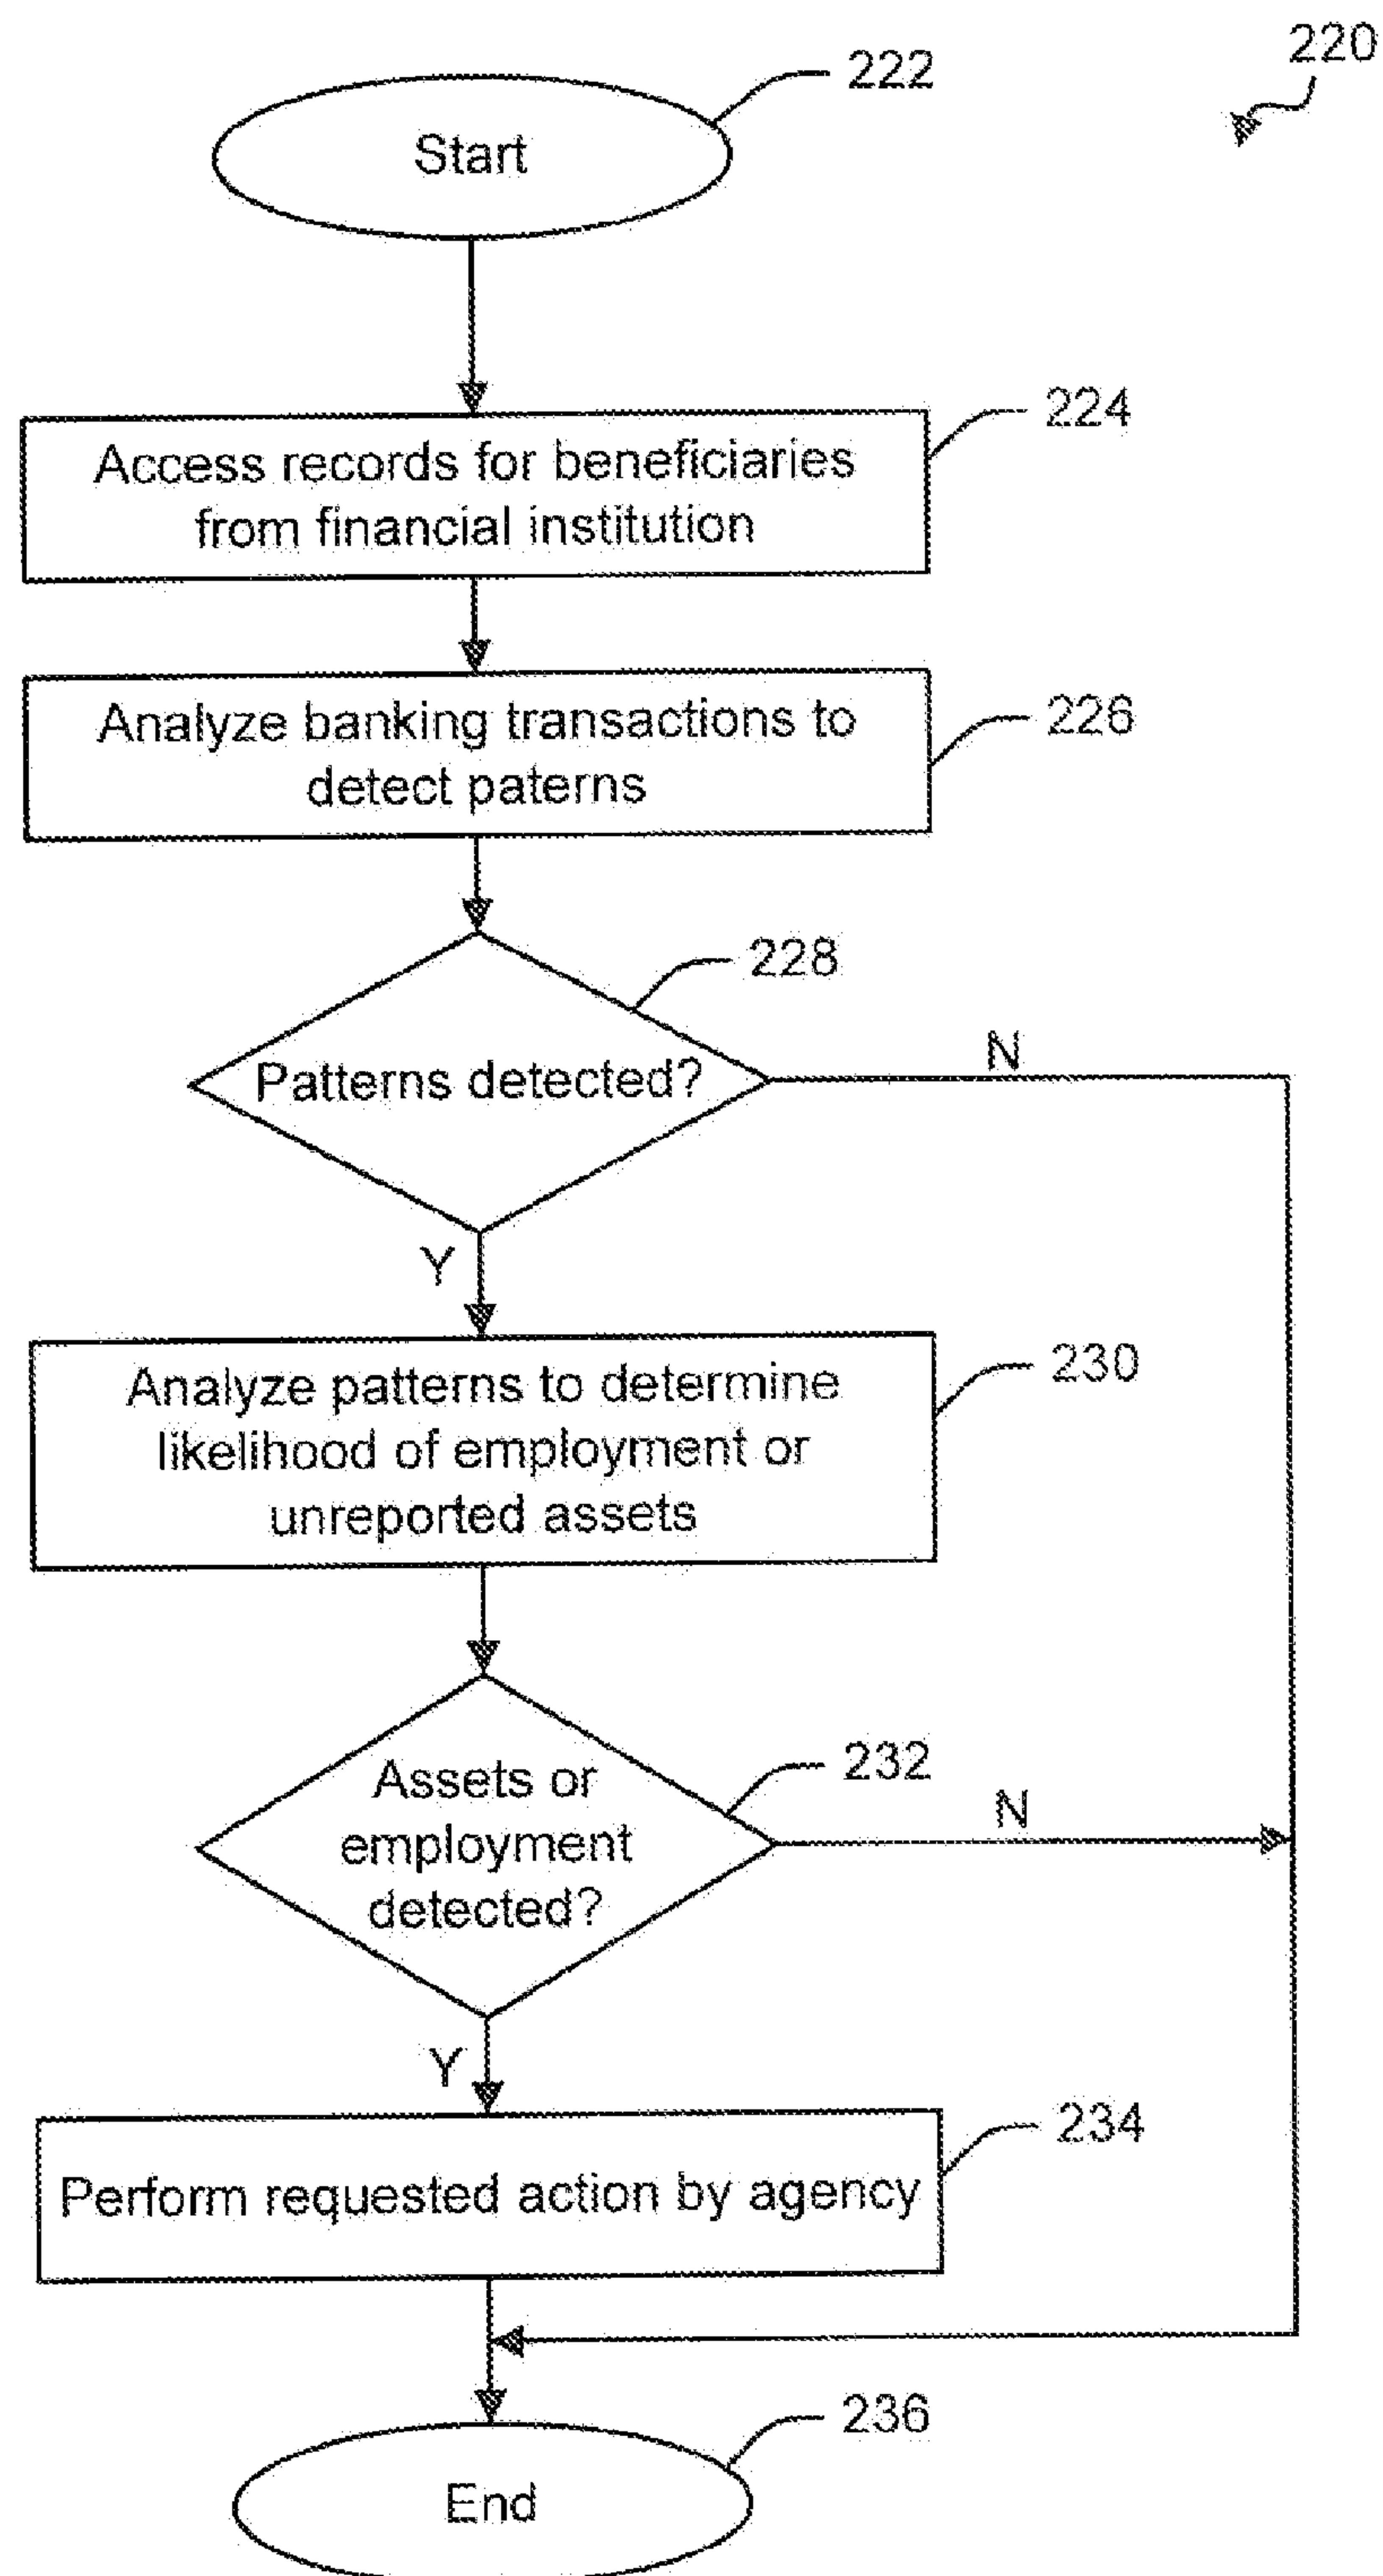 220
222
Start
224
Access records for beneficiaries
from financial institution
226
Analyze banking transactions to
detect paterns
228
Patterns detected?
N
Y
230
Analyze patterns to determine
likelihood of employment or
unreported assets
232
Assets or
employment
detected?
N
Y
234
Perform requested action by agency
236
End